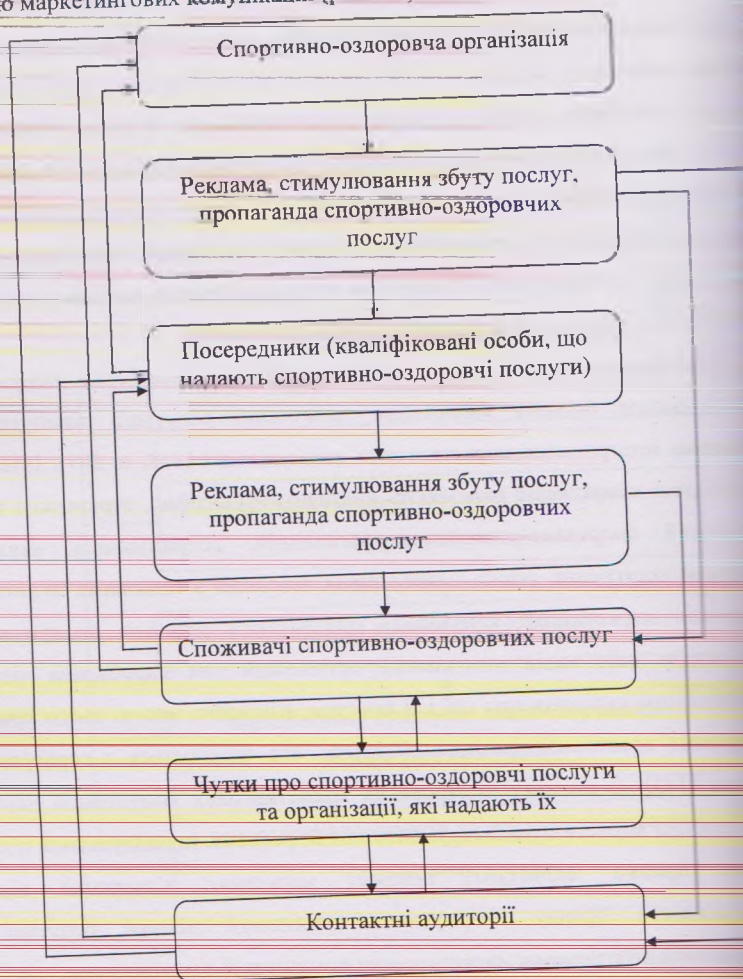 маркетингових комунікацій
Спортивно-оздоровча організація
Реклама, стимулювання збуту послуг,
пропаганда спортивно-оздоровчих
послуг
Посередники (кваліфіковані особи, що
надають спортивно-оздоровчі послуги)
Реклама, стимулювання збуту послуг,
пропаганда спортивно-оздоровчих
послуг
Споживачі спортивно-оздоровчих послуг
Чутки про спортивно-оздоровчі послуги
та організації, які надають їх
Контактні аудиторії